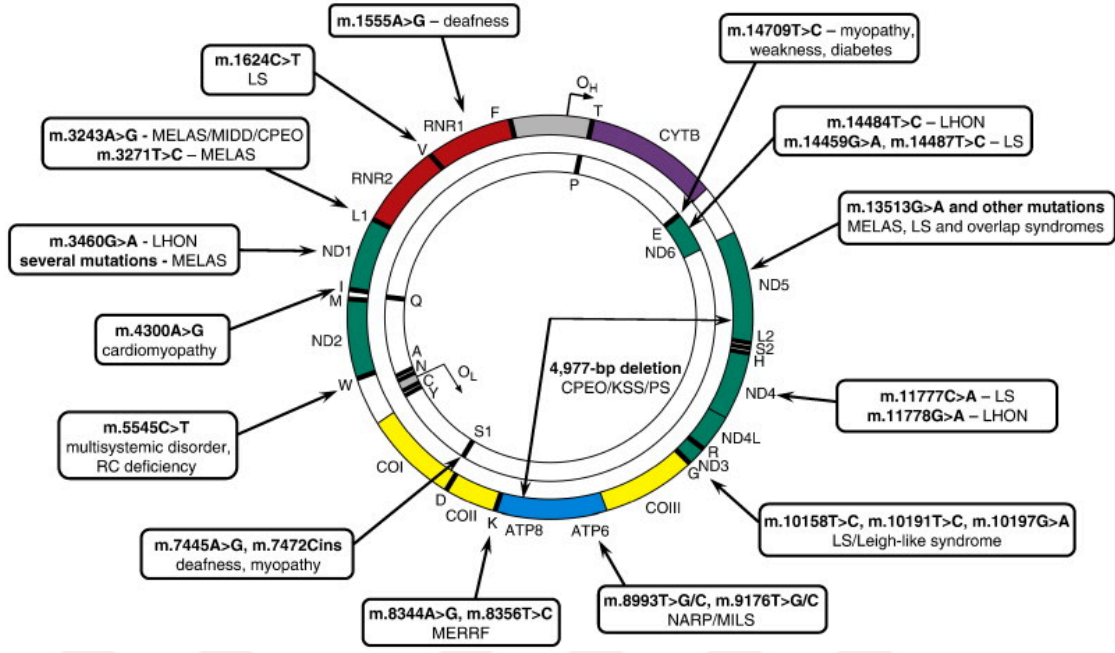 m.1555A>G – deafness
m.14709T>C – myopathy,
weakness, diabetes
m.1624C>T
LS
m.3243A>G - MELAS/MIDD/CPEO
m.3271T>C – MELAS
m.14484T>C – LHON
m.14459G>A, m.14487T>C – LS
m.3460G>A - LHON
several mutations - MELAS
m.13513G>A and other mutations
MELAS, LS and overlap syndromes
m.4300A>G
cardiomyopathy
m.11777C>A – LS
m.11778G>A – LHON
m.5545C>T
multisystemic disorder,
RC deficiency
m.10158T>C, m.10191T>C, m.10197G>A
LS/Leigh-like syndrome
m.7445A>G, m.7472Cins
deafness, myopathy
m.8344A>G, m.8356T>C
MERRF
m.8993T>G/C, m.9176T>G/C
NARP/MILS
4,977-bp deletion
CPEO/KSS/PS
OH
F
T
RNR1
CYTB
V
P
RNR2
E
ND6
L1
ND1
ND5
I
M
Q
ND2
L2
S2
H
A
N
C
Y
OL
W
ND4
ND4L
R
ND3
G
S1
COI
D
COII
K
ATP8
ATP6
COIII